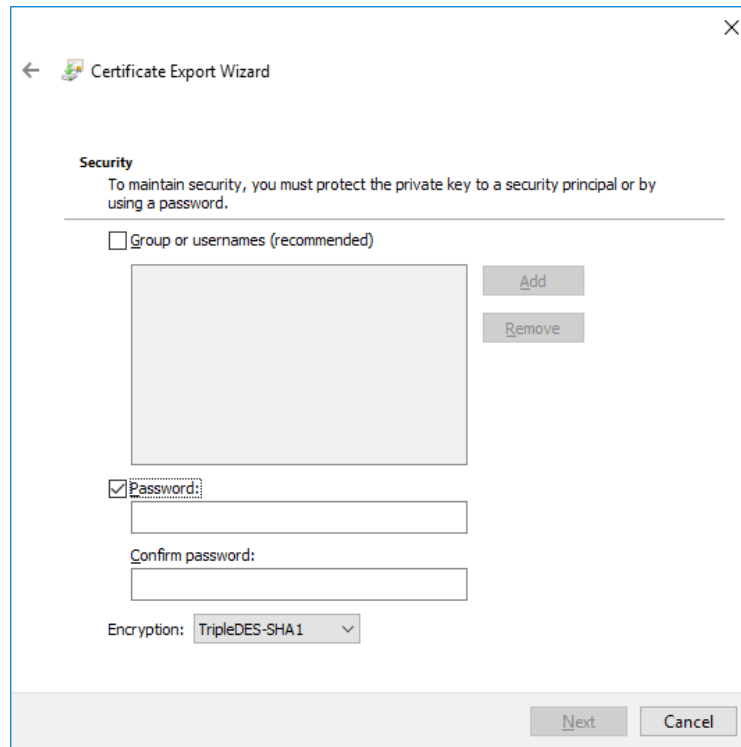 Certificate Export Wizard
Security
To maintain security, you must protect the private key to a security principal or by
using a password.
Group or usernames (recommended)
Add
Remove
Password:
Confirm password:
Encryption: TripleDES-SHA1
Next Cancel